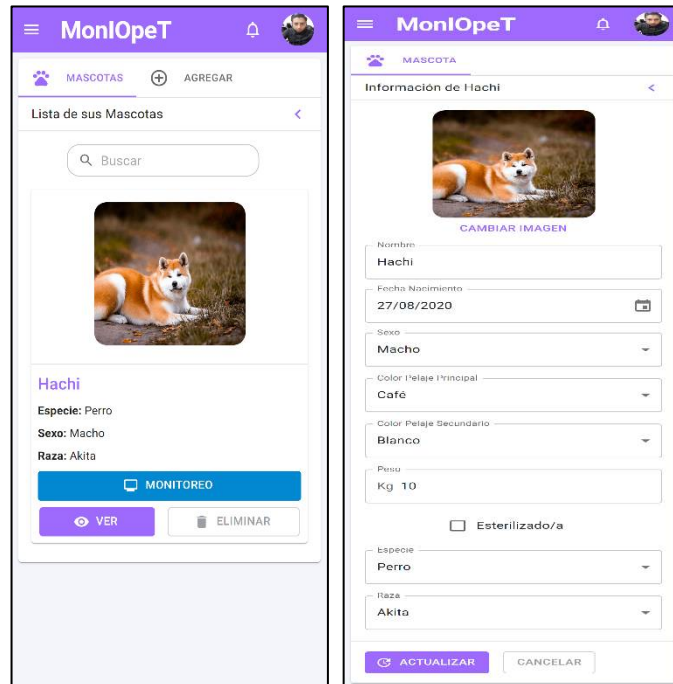 MonIOpeT
MASCOTAS
AGREGAR
Lista de sus Mascotas
Buscar
Hachi
Especie: Perro
Sexo: Macho
Raza: Akita
MONITOREO
VER
ELIMINAR
MonIOpeT
MASCOTA
Información de Hachi
CAMBIAR IMAGEN
Nombre
Hachi
Fecha Nacimiento
27/08/2020
Sexo
Macho
Color Pelaje Principal
Café
Color Pelaje Secundario
Blanco
Peso
Kg 10
Esterilizado/a
Especie
Perro
Raza
Akita
ACTUALIZAR
CANCELAR